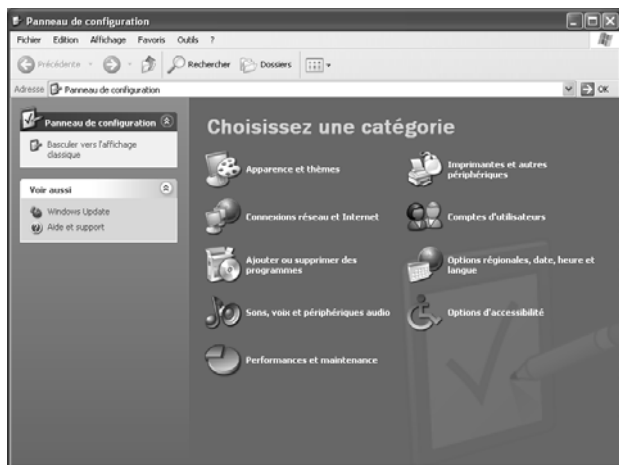 Panneau de configuration
Fichier Edition Affichage Favoris Outils ?
Précédente Rechercher Dossiers
Adresse Panneau de configuration OK
Panneau de configuration
Basculer vers l'affichage
classique
Voir aussi
Windows Update
Aide et support
Choisissez une catégorie
Apparence et thèmes
Imprimantes et autres
périphériques
Connexions réseau et Internet
Comptes d'utilisateurs
Ajouter ou supprimer des
programmes
Options régionales, date, heure et
langue
Sons, voix et périphériques audio
Options d'accessibilité
Performances et maintenance